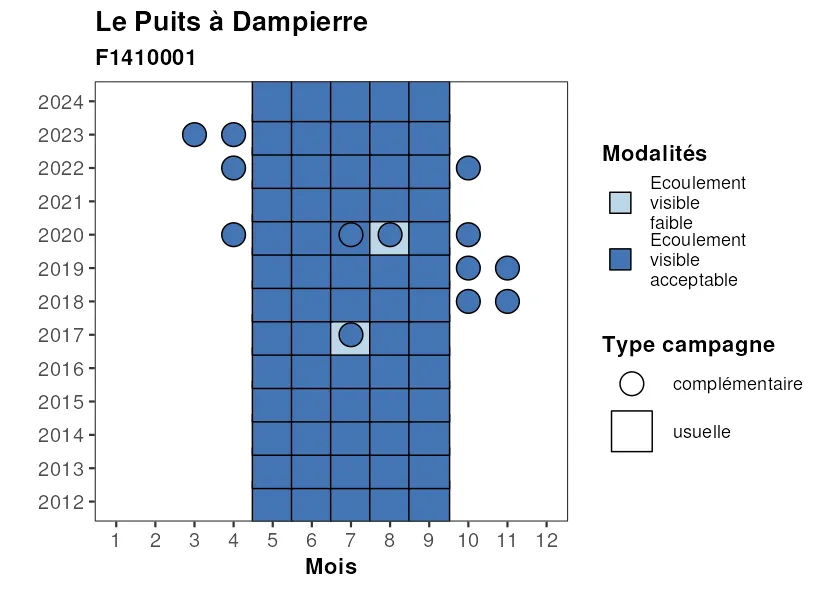 Le Puits à Dampierre
F1410001
2024
2023
2022
2021
2020
2019
2018
2017
2016
2015
2014
2013
2012
1 2 3 4 5 6 7 8 9 10 11 12
Mois
Modalités
Ecoulement
visible
faible
Ecoulement
visible
acceptable
Type campagne
complémentaire
usuelle